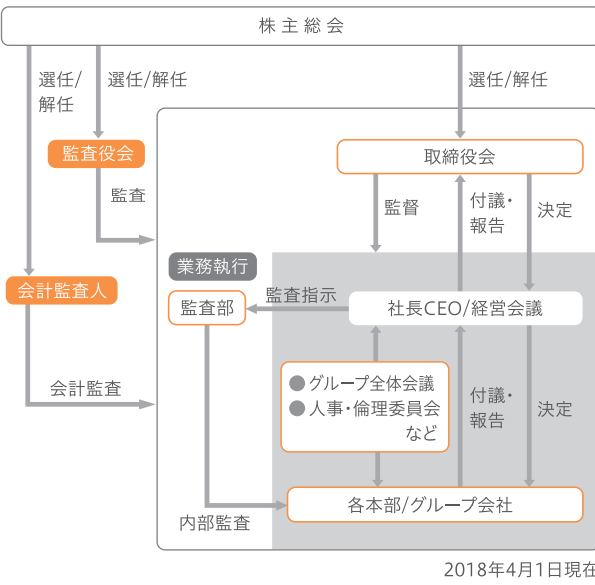 株主総会
選任/
解任
選任/解任
選任/解任
監査役会
取締役会
監査
監督
付議・
報告
決定
業務執行
会計監査人
監査部
監査指示
社長CEO/経営会議
会計監査
●グループ全体会議
●人事・倫理委員会
など
付議・
報告
決定
各本部/グループ会社
内部監査
2018年4月1日現在